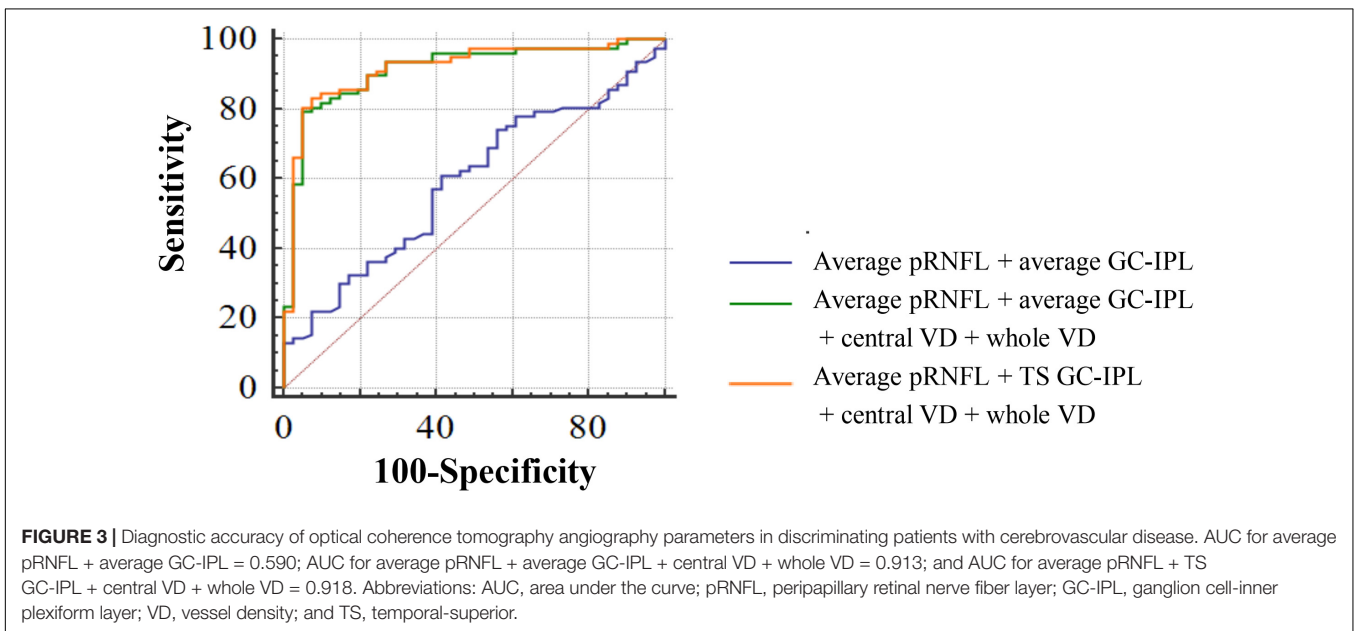 100
80
60
40
20
0
Sensitivity
0 40 80
100-Specificity
Average pRNFL + average GC-IPL
Average pRNFL + average GC-IPL
+ central VD + whole VD
Average pRNFL + TS GC-IPL
+ central VD + whole VD
FIGURE 3 | Diagnostic accuracy of optical coherence tomography angiography parameters in discriminating patients with cerebrovascular disease. AUC for average
pRNFL + average GC-IPL = 0.590; AUC for average pRNFL + average GC-IPL + central VD + whole VD = 0.913; and AUC for average pRNFL + TS
GC-IPL + central VD + whole VD = 0.918. Abbreviations: AUC, area under the curve; pRNFL, peripapillary retinal nerve fiber layer; GC-IPL, ganglion cell-inner
plexiform layer; VD, vessel density; and TS, temporal-superior.